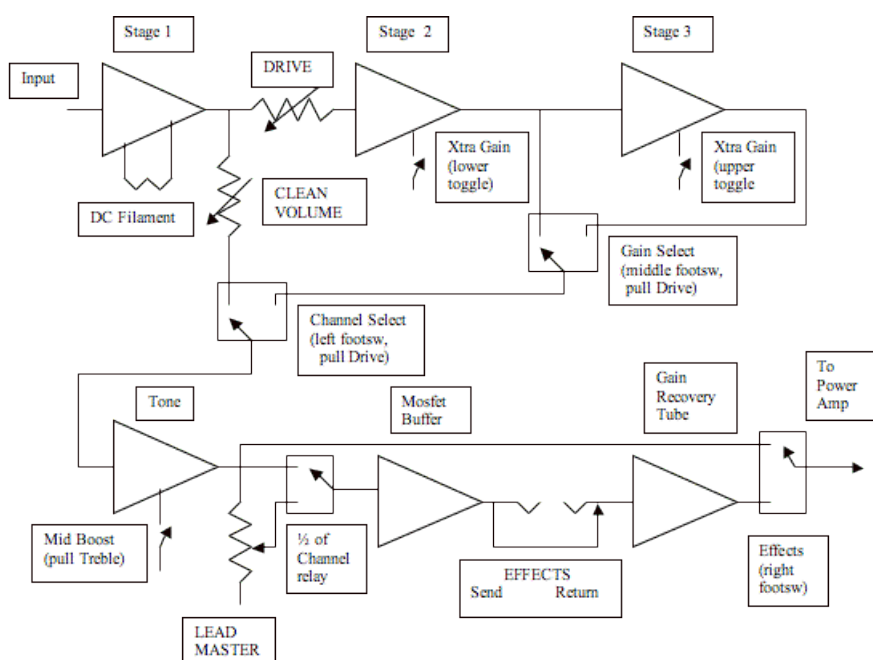 Stage 1
Stage 2
Stage 3
Input
DRIVE
Xtra Gain
(lower
toggle)
Xtra Gain
(upper
toggle
DC Filament
CLEAN
VOLUME
Gain Select
(middle footsw,
pull Drive)
Channel Select
(left footsw,
pull Drive)
To
Power
Amp
Tone
Mosfet
Buffer
Gain
Recovery
Tube
Mid Boost
(pull Treble)
½ of
Channel
relay
EFFECTS
Send Return
Effects
(right
footsw)
LEAD
MASTER